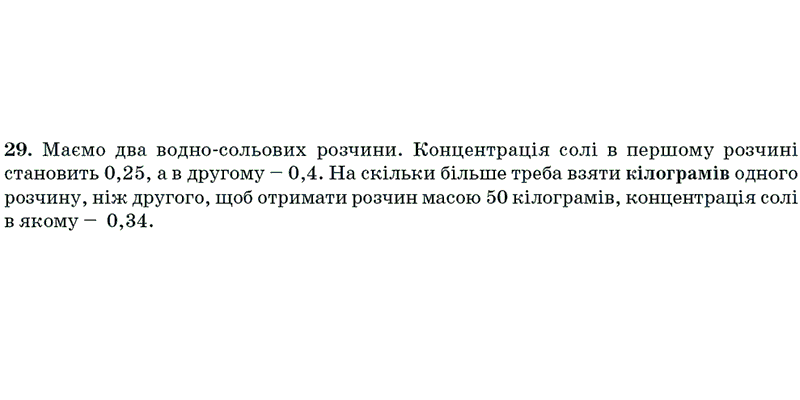 29. Маємо два водно-сольових розчини. Концентрація солі в першому розчині
становить 0,25, а в другому – 0,4. На скільки більше треба взяти кілограмів одного
розчину, ніж другого, щоб отримати розчин масою 50 кілограмів, концентрація солі
в якому – 0,34.